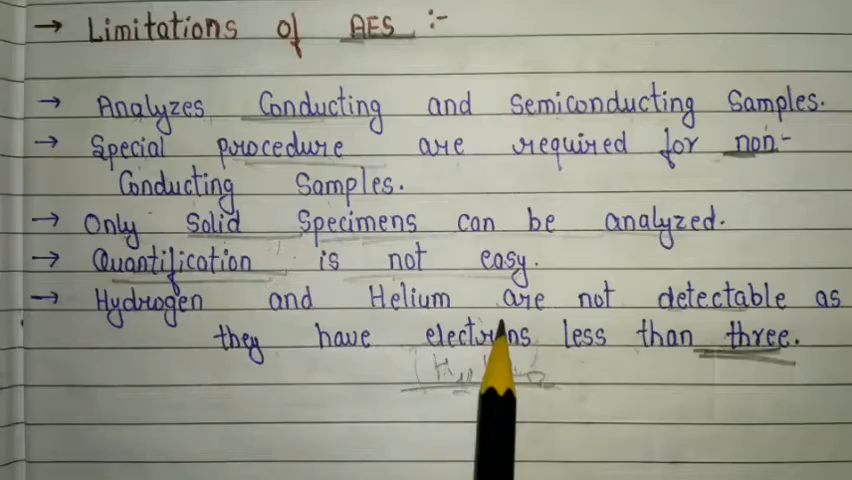 → Limitations of AES :-
→ Analyzes Conducting and Semiconducting Samples.
→ Special procedure are required for non-
Conducting Samples.
→ Only Solid Specimens can be analyzed.
→ Quantification is not easy.
→ Hydrogen and Helium are not detectable as
they have electrons less than three.